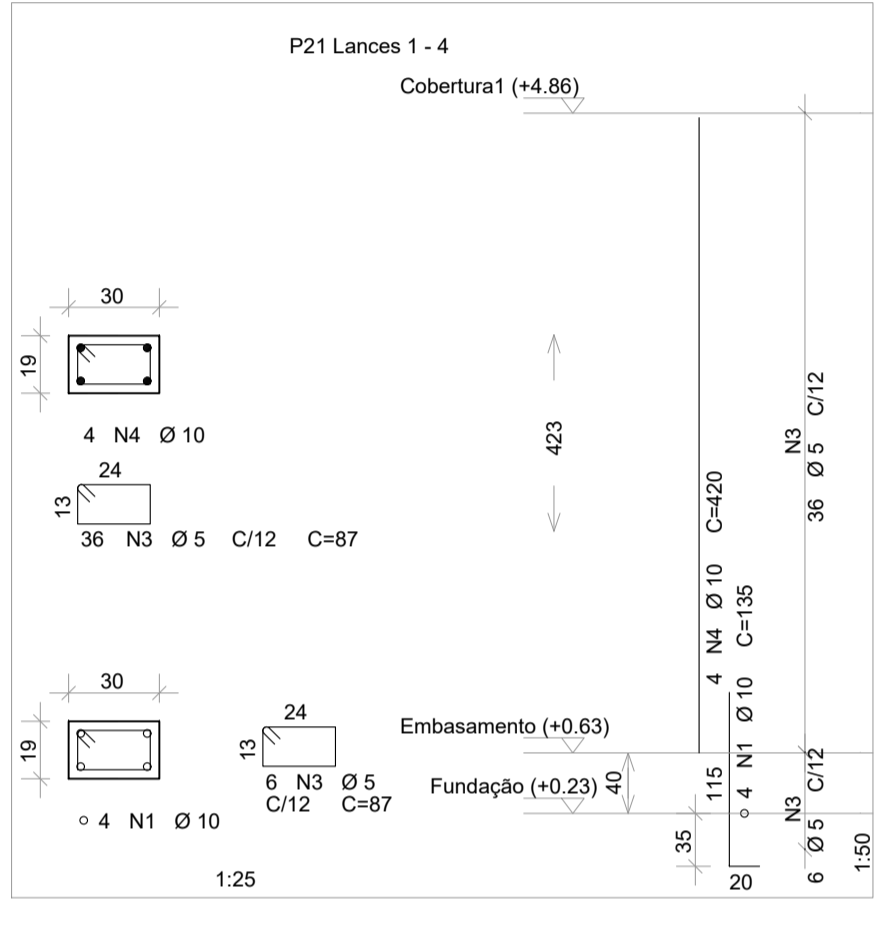 P21 Lances 1 - 4
Cobertura1 (+4.86)
30
19
4 N4 Ø 10
24
13
36 N3 Ø 5 C/12 C=87
423
4 N4 Ø 10 C=420
N3
36 Ø 5 C/12
30
19
4 N1 Ø 10
24
13
6 N3 Ø 5
C/12 C=87
Embasamento (+0.63)
Fundação (+0.23)
40
115
4 N1 Ø 10 C=135
35
20
N3
6 Ø 5 C/12
1:25
1:50